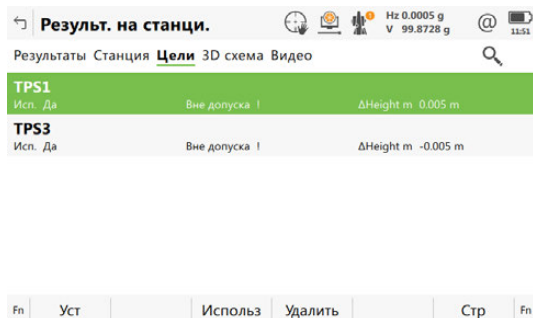 Результ. на станци. Hz 0.0005 g @
V 99.8728 g 11:51
Результаты Станция Цели 3D схема Видео
TPS1
Исп. Да Вне допуска ! ΔHeight m 0.005 m
TPS3
Исп. Да Вне допуска ! ΔHeight m -0.005 m
Fn Уст Использ Удалить Стр Fn